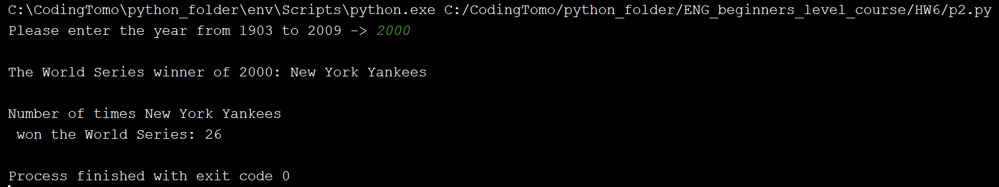 C:\CodingTomo\python_folder\env\Scripts\python.exe C:/CodingTomo/python_folder/ENG_beginners_level_course/HW6/p2.py
Please enter the year from 1903 to 2009 -> 2000
The World Series winner of 2000: New York Yankees
Number of times New York Yankees
 won the World Series: 26
Process finished with exit code 0